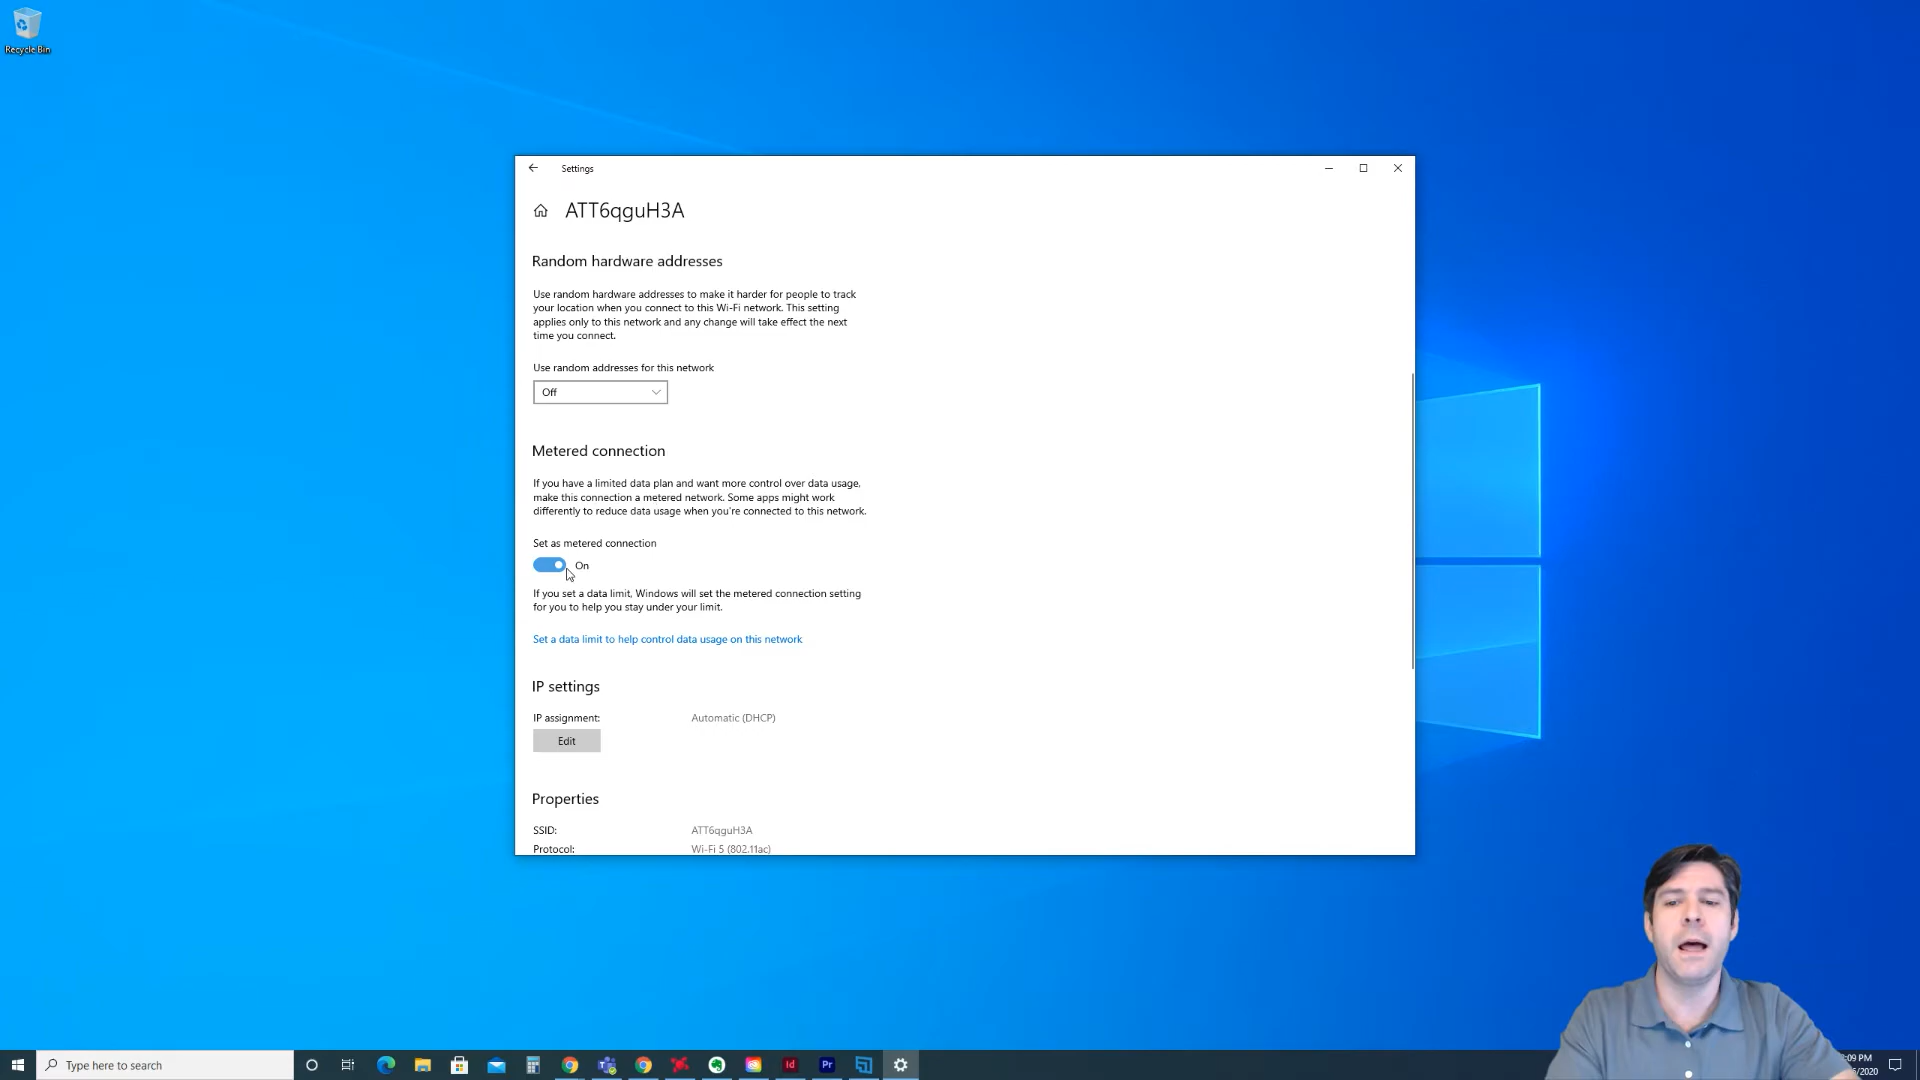 Recycle Bin
Settings
ATT6qguH3A
Random hardware addresses
Use random hardware addresses to make it harder for people to track
your location when you connect to this Wi-Fi network. This setting
applies only to this network and any change will take effect the next
time you connect.
Use random addresses for this network
Off
Metered connection
If you have a limited data plan and want more control over data usage,
make this connection a metered network. Some apps might work
differently to reduce data usage when you're connected to this network.
Set as metered connection
On
If you set a data limit, Windows will set the metered connection setting
for you to help you stay under your limit.
Set a data limit to help control data usage on this network
IP settings
IP assignment: Automatic (DHCP)
Edit
Properties
SSID: ATT6qguH3A
Protocol: Wi-Fi 5 (802.11ac)
Type here to search
Id
Pr
:09 PM
/2020